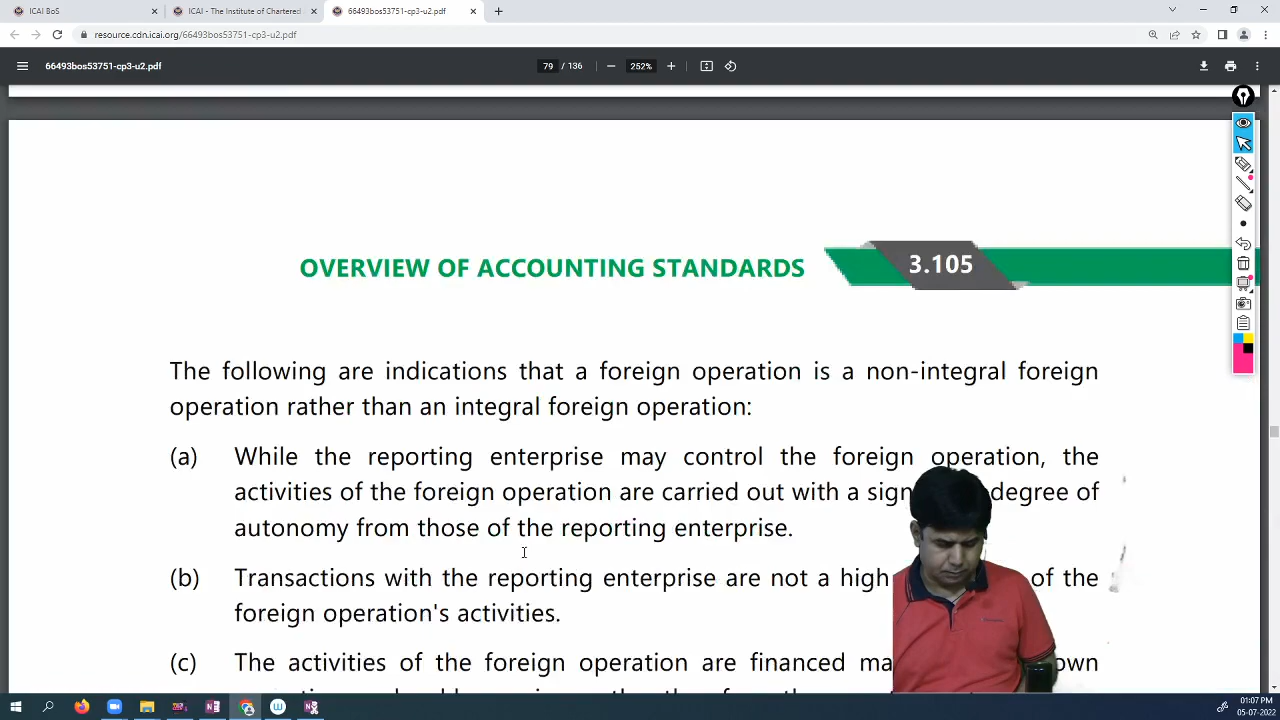 ICAI BoS
ICAI - The Institute of Chartered
66493bos53751-cp3-u2.pdf
resource.cdn.icai.org/66493bos53751-cp3-u2.pdf
66493bos53751-cp3-u2.pdf
79 / 136
252%
OVERVIEW OF ACCOUNTING STANDARDS
3.105
The following are indications that a foreign operation is a non-integral foreign
operation rather than an integral foreign operation:
(a) While the reporting enterprise may control the foreign operation, the
activities of the foreign operation are carried out with a degree of
autonomy from those of the reporting enterprise.
(b) Transactions with the reporting enterprise are not a high of the
foreign operation's activities.
(c) The activities of the foreign operation are financed own
01:07 PM
05-07-2022